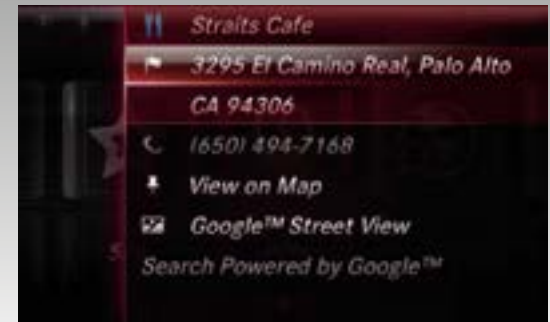 Straits Cafe
3295 El Camino Real, Palo Alto
CA 94306
(650) 494-7168
View on Map
Google™ Street View
Search Powered by Google™